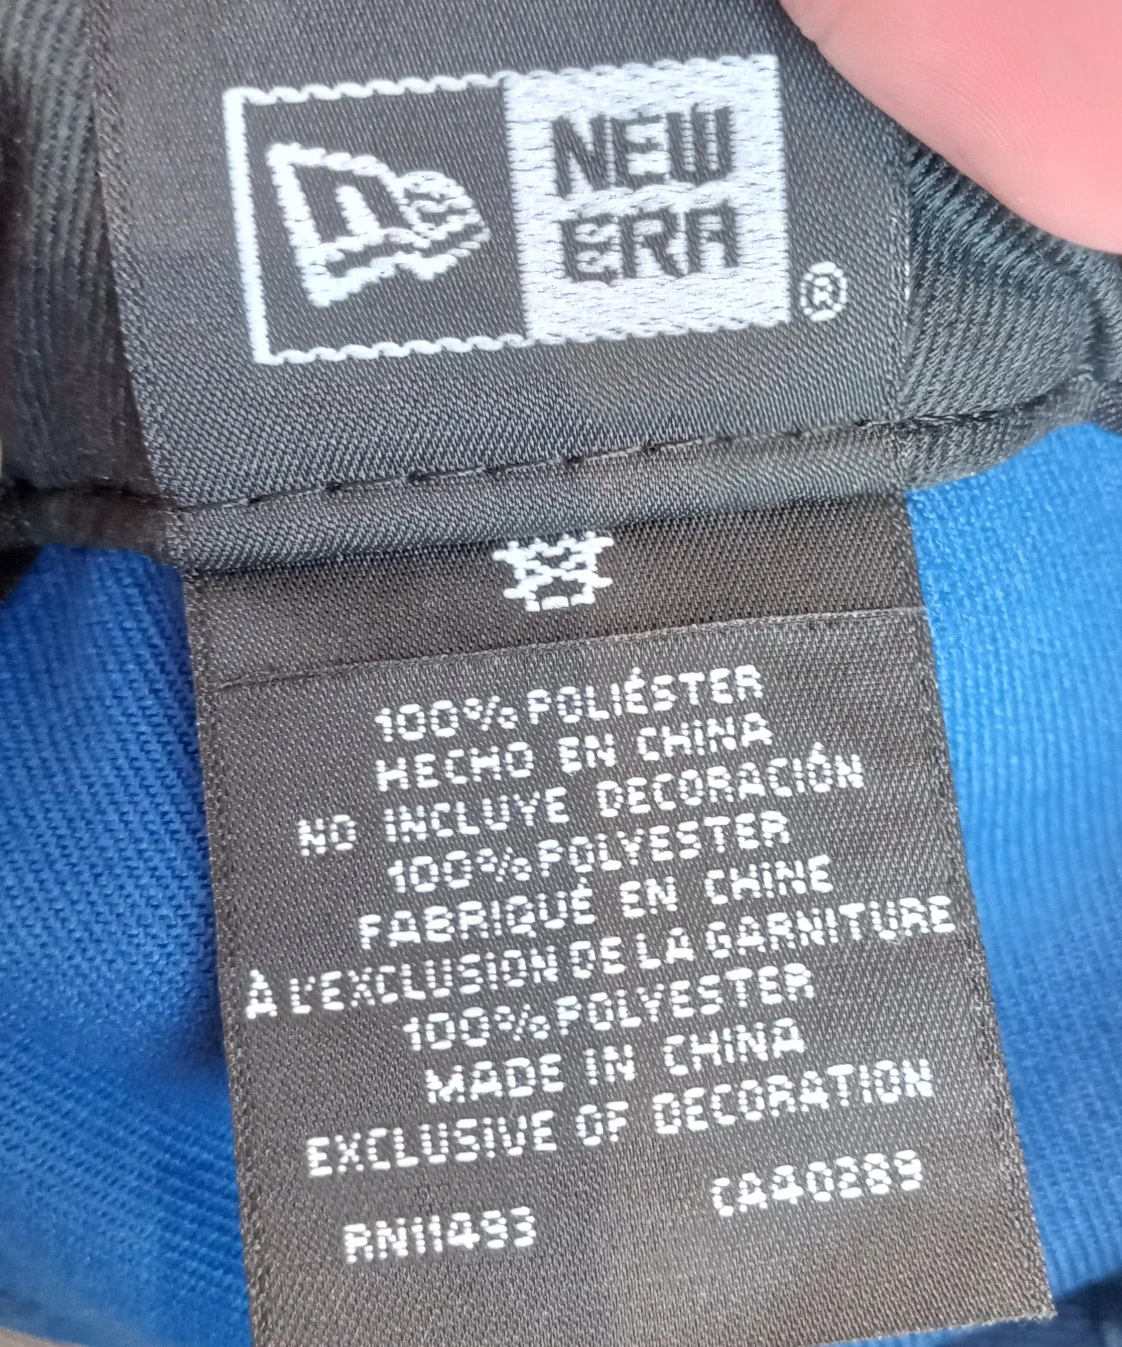 NEW
ERA
®
100% POLIÉSTER
HECHO EN CHINA
NO INCLUYE DECORACIÓN
100% POLYESTER
FABRIQUÉ EN CHINE
À L'EXCLUSION DE LA GARNITURE
100% POLYESTER
MADE IN CHINA
EXCLUSIVE OF DECORATION
RN11493 CA40289